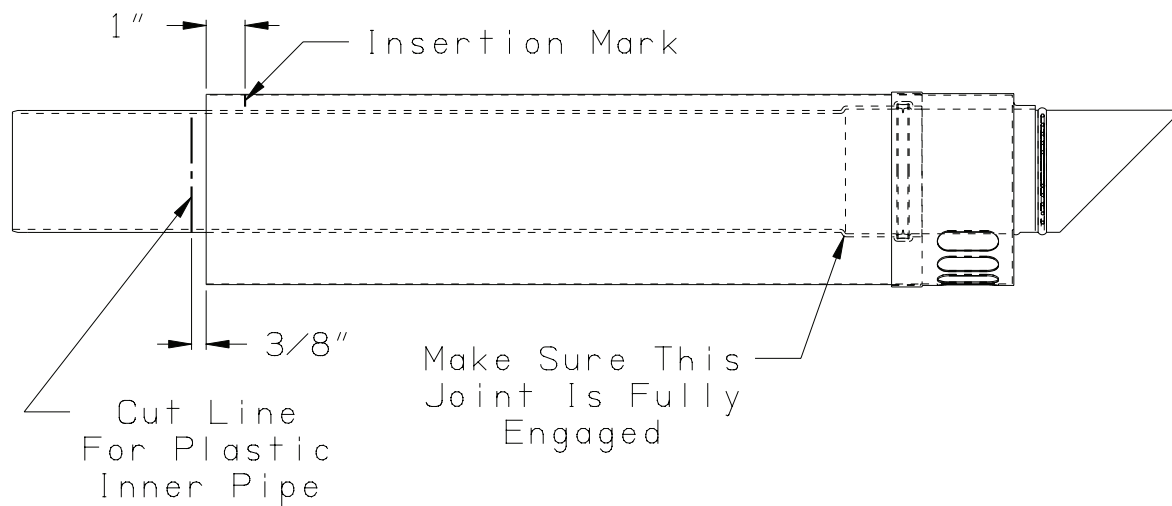 1"
Insertion Mark
3/8"
Make Sure This
Joint Is Fully
Engaged
Cut Line
For Plastic
Inner Pipe